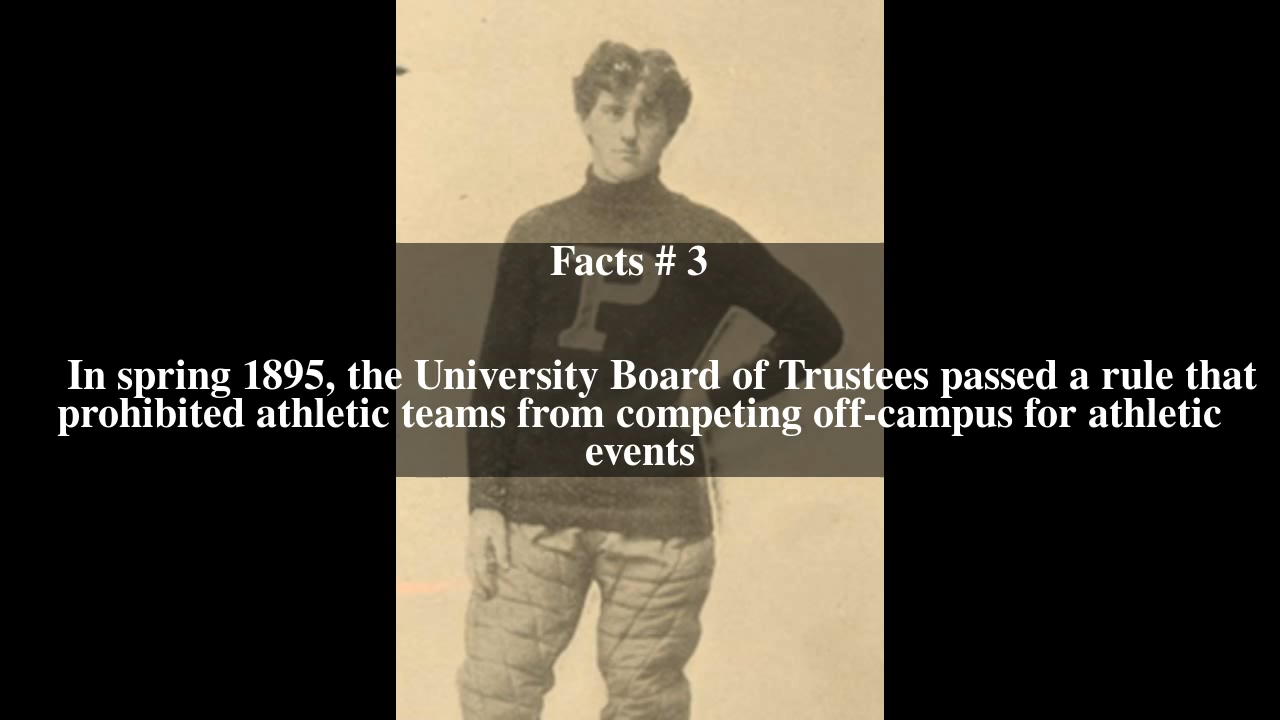 Facts # 3
P
In spring 1895, the University Board of Trustees passed a rule that
prohibited athletic teams from competing off-campus for athletic
events